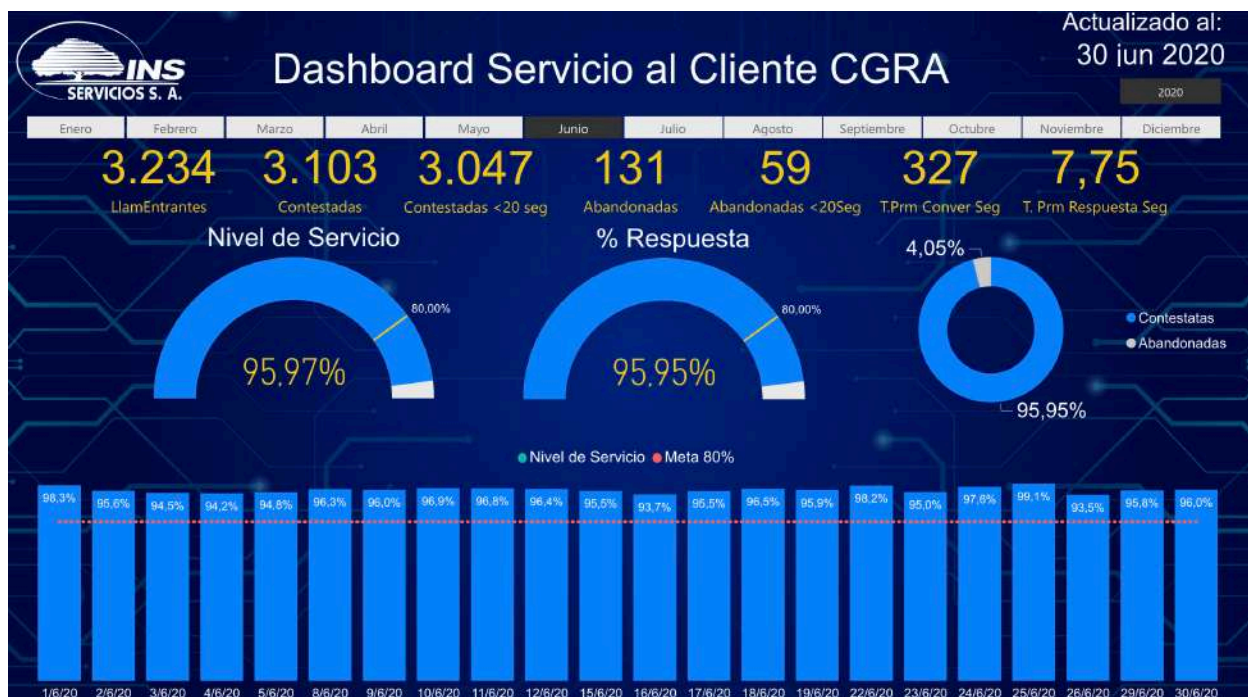 INS
SERVICIOS S. A.
Dashboard Servicio al Cliente CGRA
Actualizado al:
30 jun 2020
2020
Enero Febrero Marzo Abril Mayo Junio Julio Agosto Septiembre Octubre Noviembre Diciembre
3.234 3.103 3.047 131 59 327 7,75
LlamEntrantes Contestadas Contestadas <20 seg Abandonadas Abandonadas <20Seg T.Prm Conver Seg T. Prm Respuesta Seg
Nivel de Servicio % Respuesta
4,05%
80,00% 80,00%
Contestatas
Abandonadas
95,97% 95,95%
95,95%
Nivel de Servicio Meta 80%
98,3% 95,6% 94,5% 94,2% 94,8% 96,3% 96,0% 96,9% 96,8% 96,4% 95,5% 93,7% 95,5% 96,5% 95,9% 98,2% 95,0% 97,6% 99,1% 93,5% 95,8% 96,0%
1/6/20 2/6/20 3/6/20 4/6/20 5/6/20 8/6/20 9/6/20 10/6/20 11/6/20 12/6/20 15/6/20 16/6/20 17/6/20 18/6/20 19/6/20 22/6/20 23/6/20 24/6/20 25/6/20 26/6/20 29/6/20 30/6/20